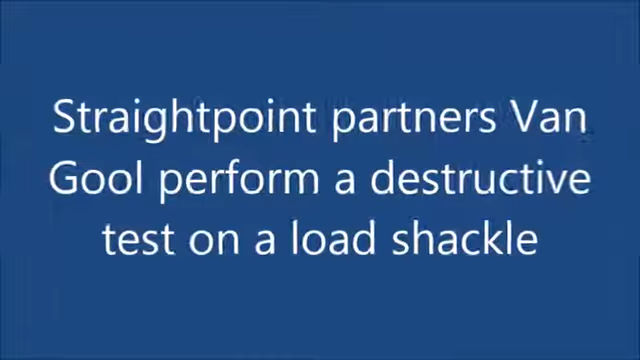 Straightpoint partners Van
Gool perform a destructive
test on a load shackle